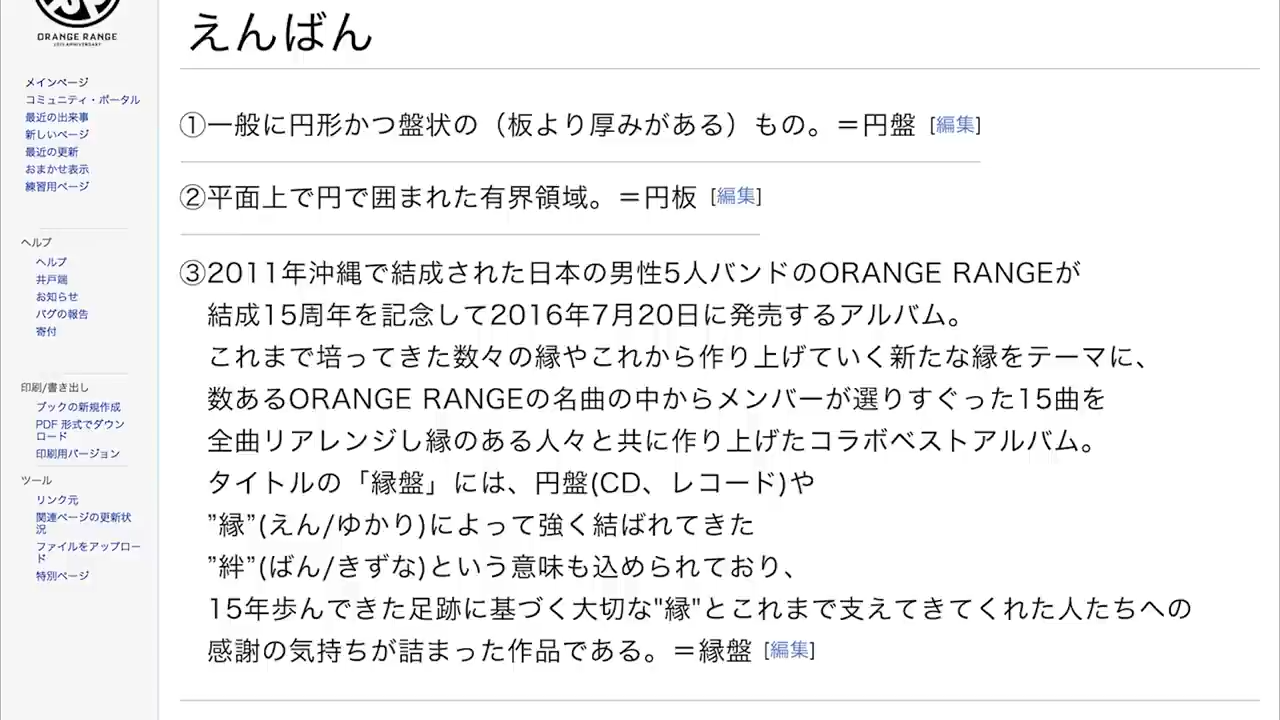 ORANGE RANGE
15TH ANNIVERSARY
えんばん
メインページ
コミュニティ・ポータル
最近の出来事
新しいページ
最近の更新
おまかせ表示
練習用ページ
ヘルプ
ヘルプ
井戸端
お知らせ
バグの報告
寄付
印刷/書き出し
ブックの新規作成
PDF 形式でダウン
ロード
印刷用バージョン
ツール
リンク元
関連ページの更新状
況
ファイルをアップロー
ド
特別ページ
①一般に円形かつ盤状の（板より厚みがある）もの。＝円盤 [編集]
②平面上で円で囲まれた有界領域。＝円板 [編集]
③2011年沖縄で結成された日本の男性5人バンドのORANGE RANGEが
結成15周年を記念して2016年7月20日に発売するアルバム。
これまで培ってきた数々の縁やこれから作り上げていく新たな縁をテーマに、
数あるORANGE RANGEの名曲の中からメンバーが選りすぐった15曲を
全曲リアレンジし縁のある人々と共に作り上げたコラボベストアルバム。
タイトルの「縁盤」には、円盤(CD、レコード)や
”縁”(えん/ゆかり)によって強く結ばれてきた
”絆”(ばん/きずな)という意味も込められており、
15年歩んできた足跡に基づく大切な"縁"とこれまで支えてきてくれた人たちへの
感謝の気持ちが詰まった作品である。＝縁盤 [編集]